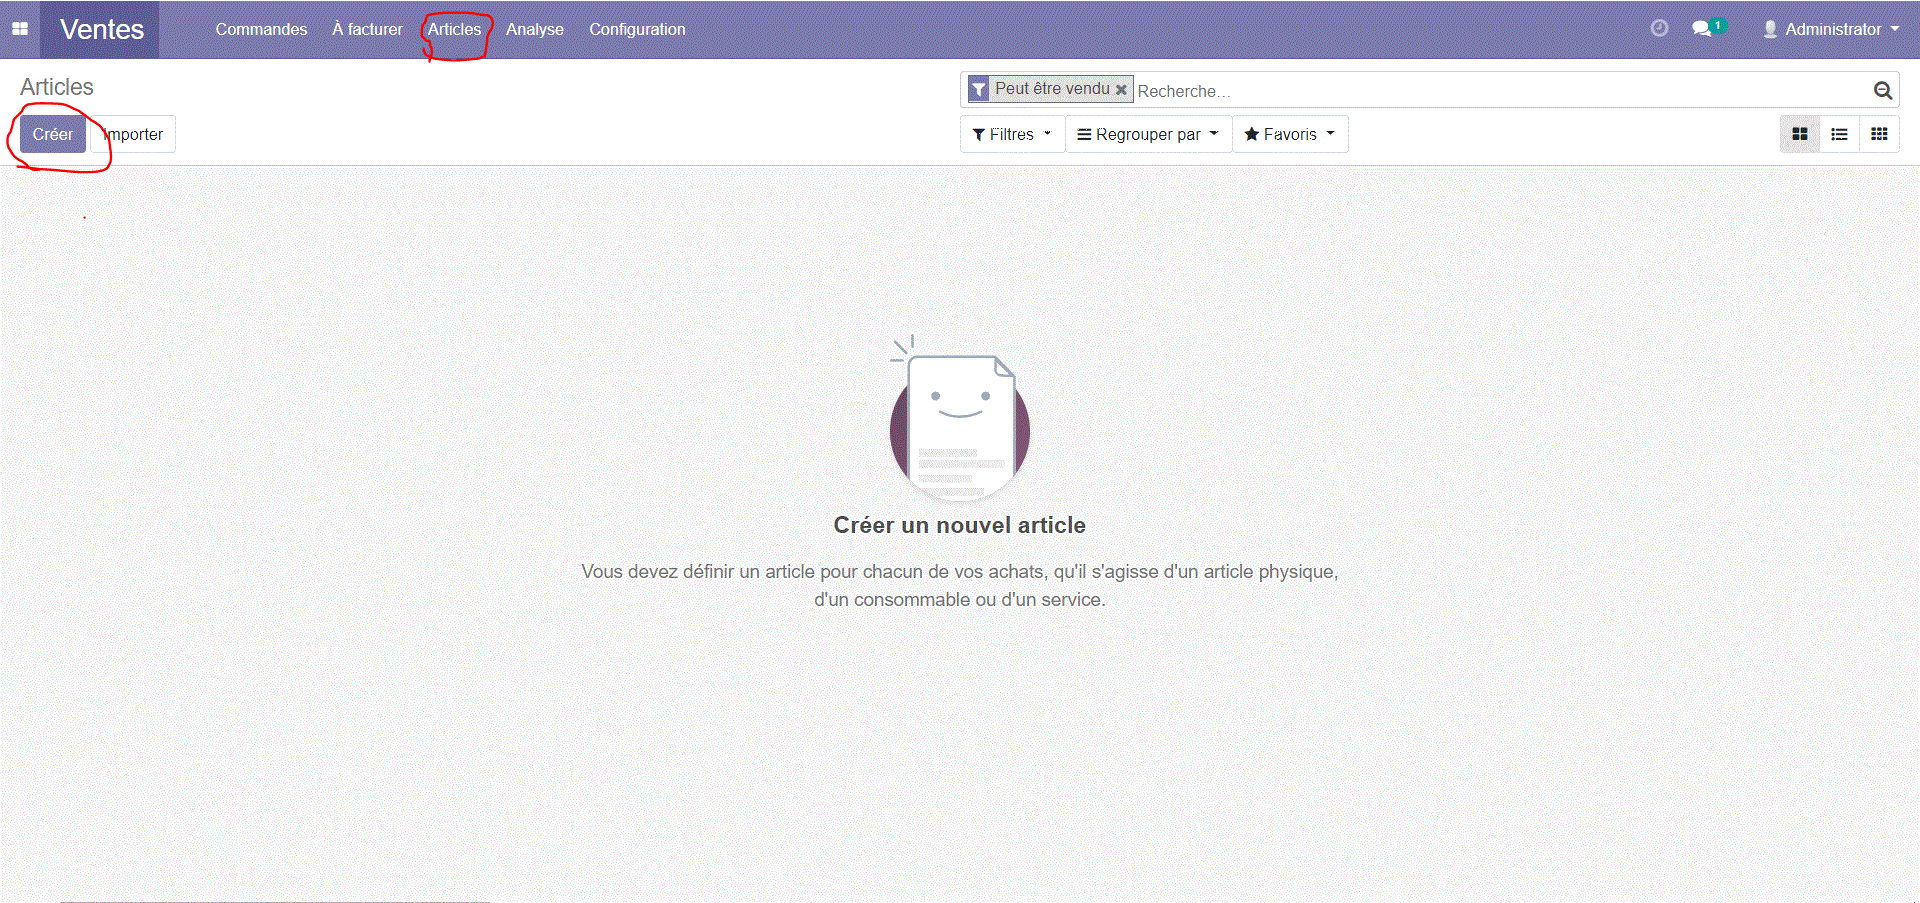 Ventes Commandes À facturer Articles Analyse Configuration 1 Administrator
Articles
Peut être vendu Recherche...
Créer Importer Filtres Regrouper par Favoris
Créer un nouvel article
Vous devez définir un article pour chacun de vos achats, qu'il s'agisse d'un article physique,
d'un consommable ou d'un service.